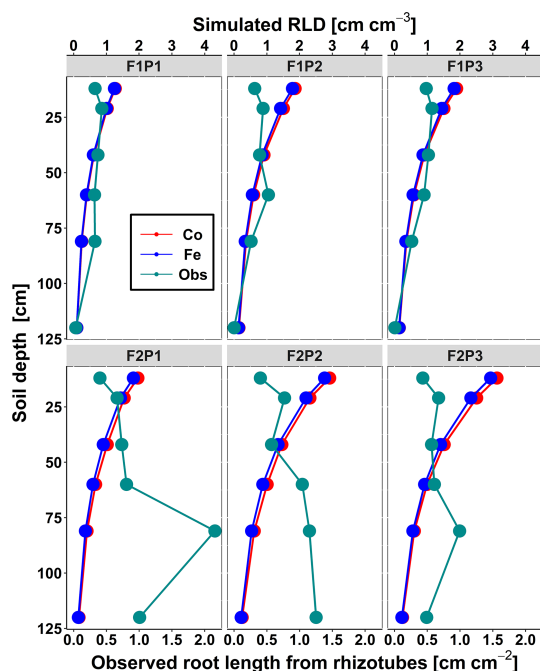 Simulated RLD [cm cm⁻³]
0 1 2 3 4 0 1 2 3 4 0 1 2 3 4
F1P1 F1P2 F1P3
25
50
75
100
125
Co
Fe
Obs
Soil depth [cm]
F2P1 F2P2 F2P3
25
50
75
100
125
0.0 0.5 1.0 1.5 2.0 0.0 0.5 1.0 1.5 2.0 0.0 0.5 1.0 1.5 2.0
Observed root length from rhizotubes [cm cm⁻²]